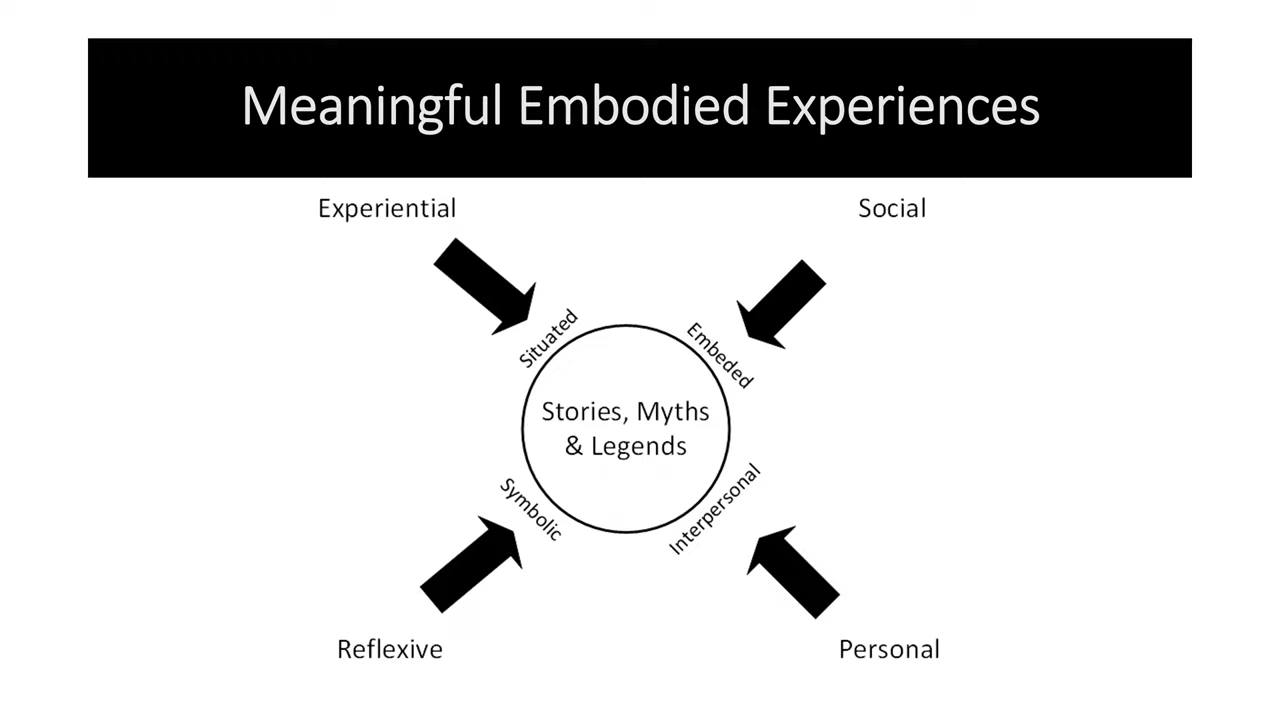 Meaningful Embodied Experiences
Experiential
Social
Situated
Embeded
Stories, Myths
& Legends
Symbolic
Interpersonal
Reflexive
Personal